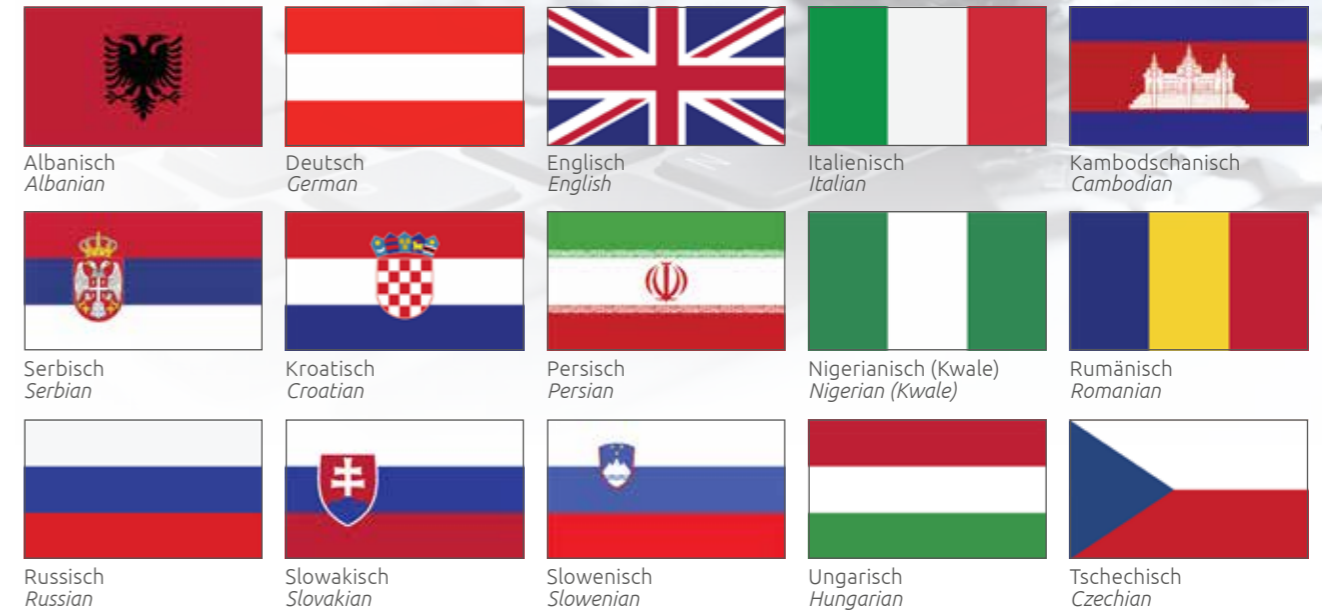 Albanisch
Albanian
Deutsch
German
Englisch
English
Italienisch
Italian
Kambodschanisch
Cambodian
Serbisch
Serbian
Kroatisch
Croatian
Persisch
Persian
Nigerianisch (Kwale)
Nigerian (Kwale)
Rumänisch
Romanian
Russisch
Russian
Slowakisch
Slovakian
Slowenisch
Slowenian
Ungarisch
Hungarian
Tschechisch
Czechian